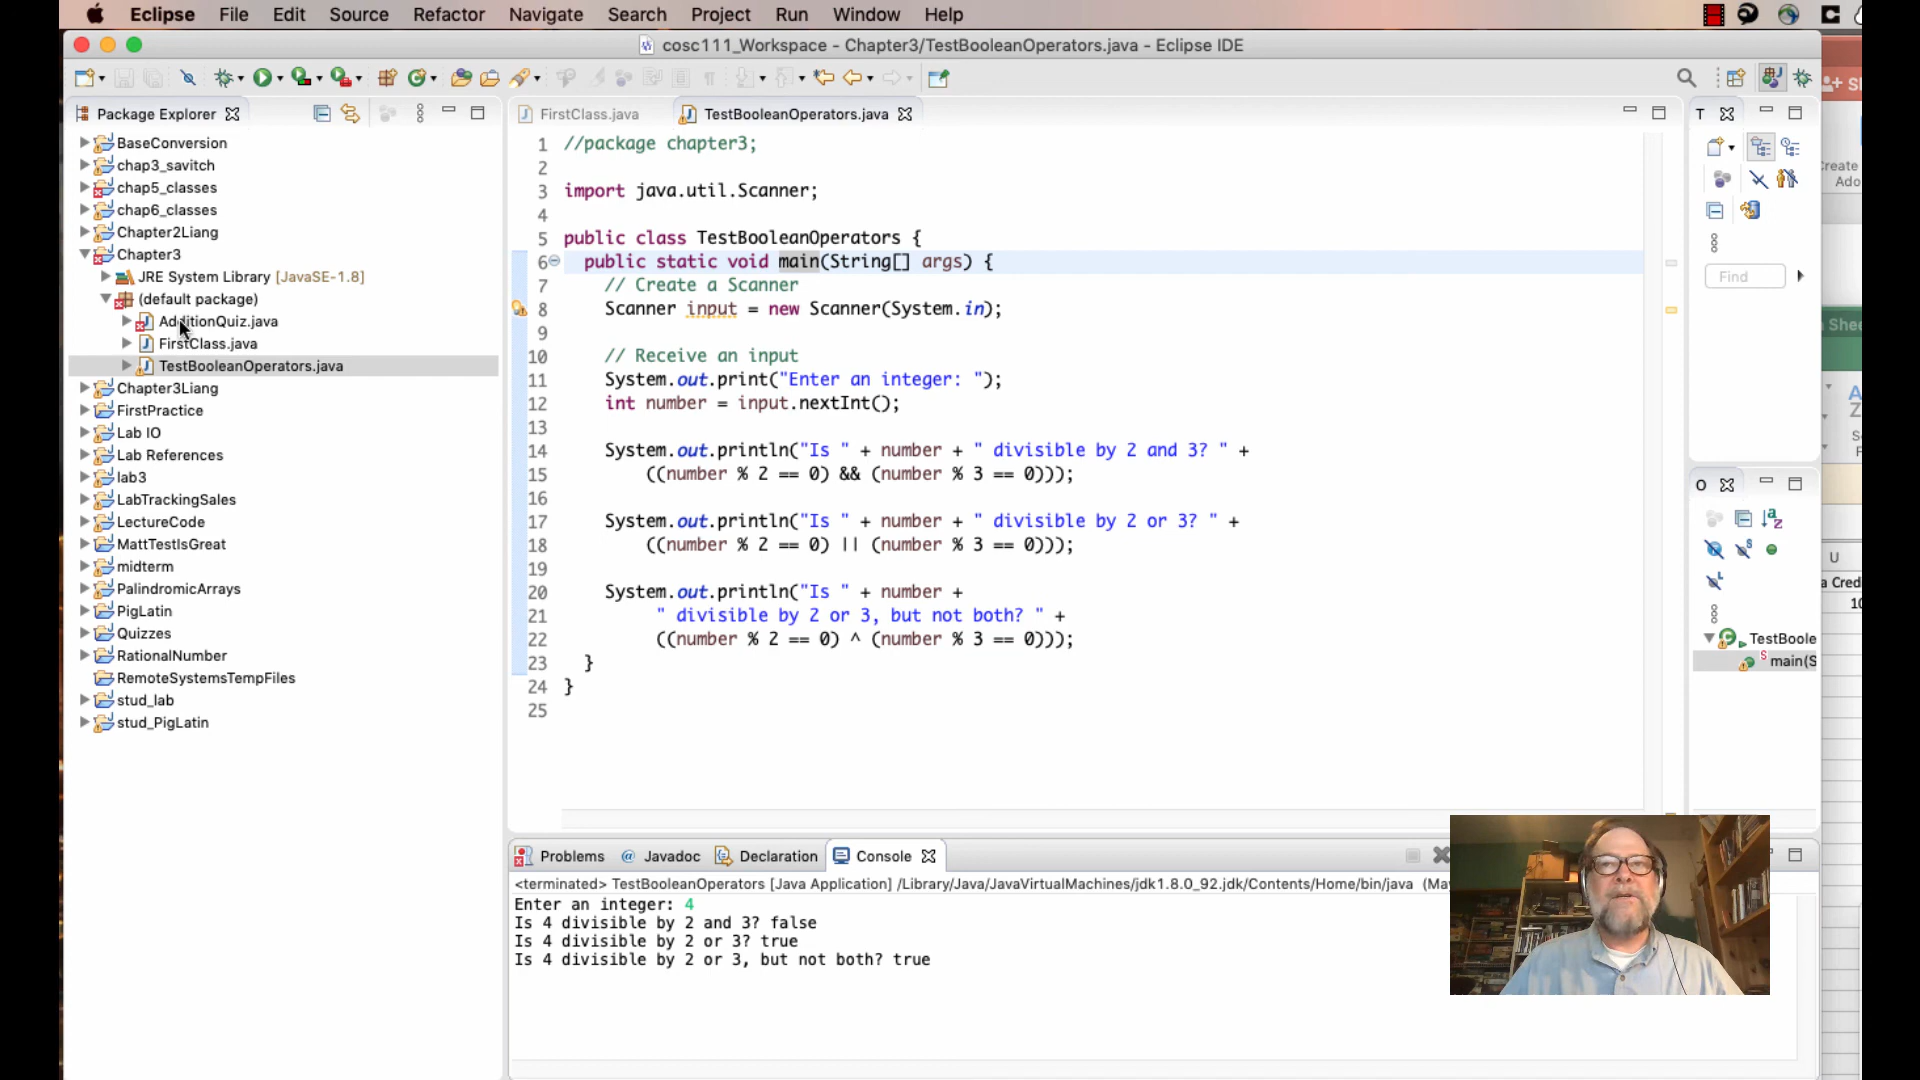 Eclipse File Edit Source Refactor Navigate Search Project Run Window Help
cosc111_Workspace - Chapter3/TestBooleanOperators.java - Eclipse IDE
Package Explorer
BaseConversion
chap3_savitch
chap5_classes
chap6_classes
Chapter2Liang
Chapter3
JRE System Library [JavaSE-1.8]
(default package)
AdditionQuiz.java
FirstClass.java
TestBooleanOperators.java
Chapter3Liang
FirstPractice
Lab IO
Lab References
lab3
LabTrackingSales
LectureCode
MattTestIsGreat
midterm
PalindromicArrays
PigLatin
Quizzes
RationalNumber
RemoteSystemsTempFiles
stud_lab
stud_PigLatin
FirstClass.java TestBooleanOperators.java
1 //package chapter3;
2
3 import java.util.Scanner;
4
5 public class TestBooleanOperators {
6 public static void main(String[] args) {
7 // Create a Scanner
8 Scanner input = new Scanner(System.in);
9
10 // Receive an input
11 System.out.print("Enter an integer: ");
12 int number = input.nextInt();
13
14 System.out.println("Is " + number + " divisible by 2 and 3? " +
15 ((number % 2 == 0) && (number % 3 == 0)));
16
17 System.out.println("Is " + number + " divisible by 2 or 3? " +
18 ((number % 2 == 0) || (number % 3 == 0)));
19
20 System.out.println("Is " + number +
21 " divisible by 2 or 3, but not both? " +
22 ((number % 2 == 0) ^ (number % 3 == 0)));
23 }
24 }
25
Problems @ Javadoc Declaration Console
<terminated> TestBooleanOperators [Java Application] /Library/Java/JavaVirtualMachines/jdk1.8.0_92.jdk/Contents/Home/bin/java
Enter an integer: 4
Is 4 divisible by 2 and 3? false
Is 4 divisible by 2 or 3? true
Is 4 divisible by 2 or 3, but not both? true
T
Find
O
TestBoole
main(S
create
Ado
Shee
U
a Cred